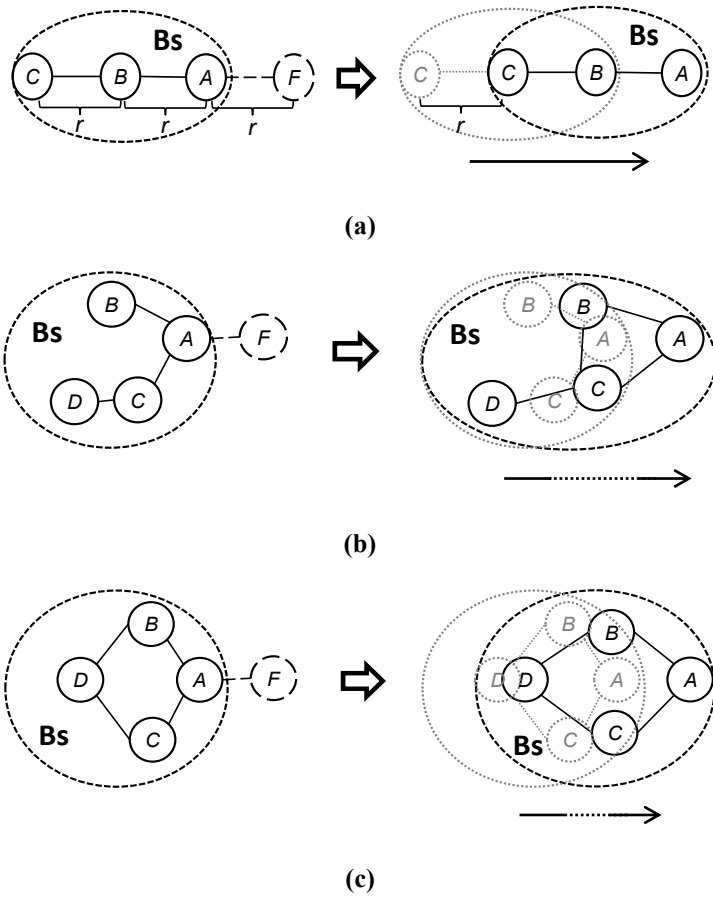 Bs
C B A F
r r r
Bs
C C B A
r
(a)
B
Bs A F
D C
B B
Bs A A
D C C
(b)
B
D A F
Bs C
B B
D D A A
Bs C C
(c)